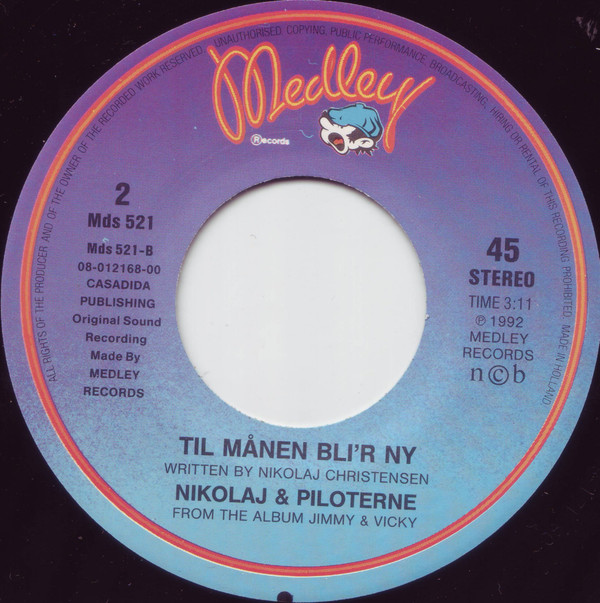 ALL RIGHTS OF THE PRODUCER AND OF THE OWNER OF THE RECORDED WORK RESERVED - UNAUTHORISED COPYING, PUBLIC PERFORMANCE, BROADCASTING, HIRING OR RENTAL OF THIS RECORDING PROHIBITED. MADE IN HOLLAND
Medley
®ecords
2
Mds 521
Mds 521-B
08-012168-00
CASADIDA
PUBLISHING
Original Sound
Recording
Made By
MEDLEY
RECORDS
45
STEREO
TIME 3:11
℗ 1992
MEDLEY
RECORDS
n©b
TIL MÅNEN BLI'R NY
WRITTEN BY NIKOLAJ CHRISTENSEN
NIKOLAJ & PILOTERNE
FROM THE ALBUM JIMMY & VICKY